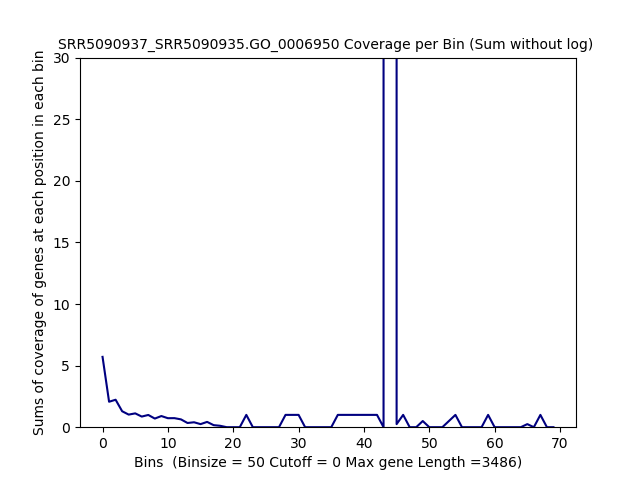 SRR5090937_SRR5090935.GO_0006950 Coverage per Bin (Sum without log)
Sums of coverage of genes at each position in each bin
30
25
20
15
10
5
0
0 10 20 30 40 50 60 70
Bins  (Binsize = 50 Cutoff = 0 Max gene Length =3486)